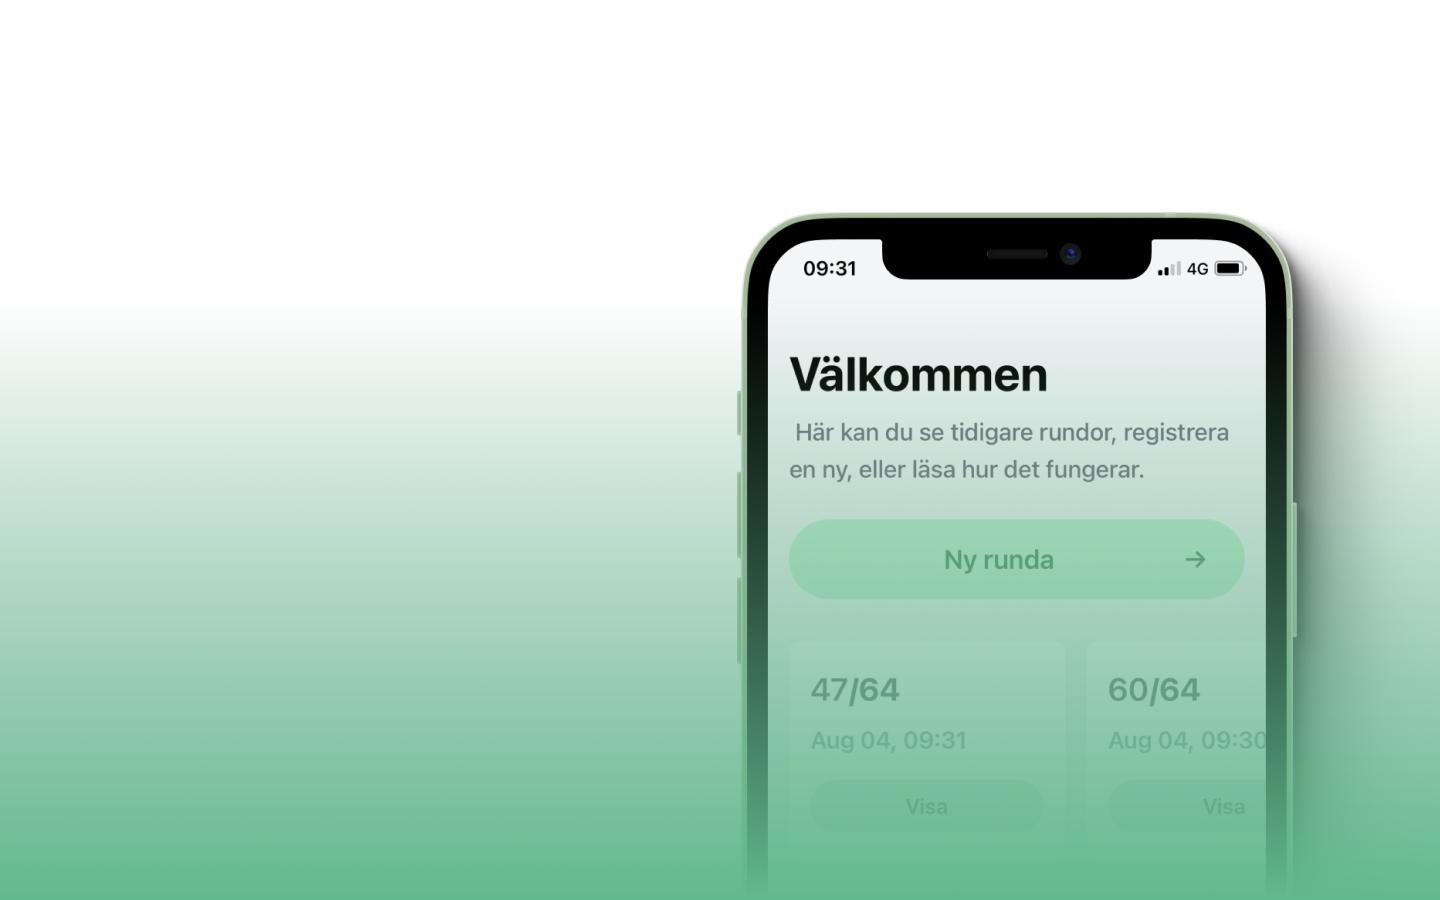 09:31
4G
Välkommen
Här kan du se tidigare rundor, registrera
en ny, eller läsa hur det fungerar.
Ny runda →
47/64
Aug 04, 09:31
Visa
60/64
Aug 04, 09:30
Visa